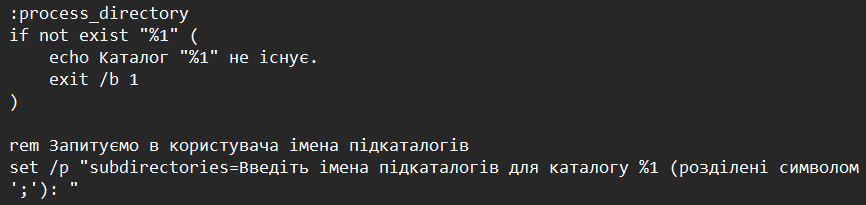 :process_directory
if not exist "%1" (
    echo Каталог "%1" не існує.
    exit /b 1
)

rem Запитуємо в користувача імена підкаталогів
set /p "subdirectories=Введіть імена підкаталогів для каталогу %1 (розділені символом
';'): "